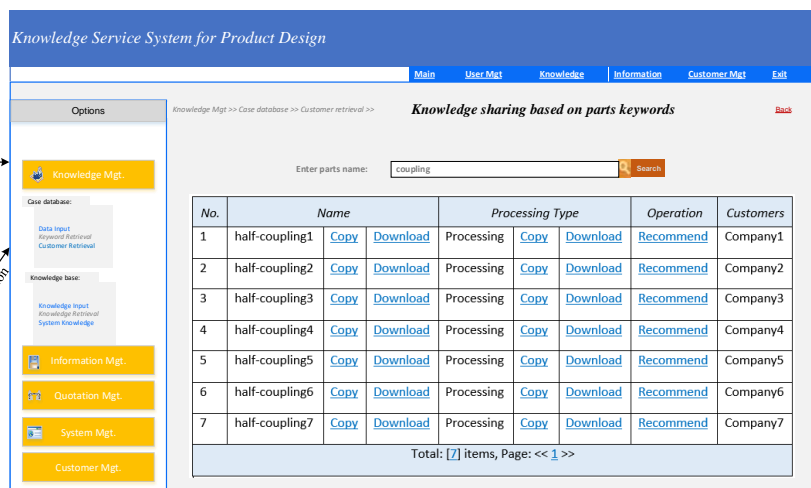 Knowledge Service System for Product Design
Main User Mgt Knowledge Information Customer Mgt Exit
Options
Knowledge Mgt >> Case database >> Customer retrieval >>
Knowledge sharing based on parts keywords
Back
Knowledge Mgt.
Enter parts name: coupling Search
Case database:
Data Input
Keyword Retrieval
Customer Retrieval
Knowledge base:
Knowledge Input
Knowledge Retrieval
System Knowledge
Information Mgt.
Quotation Mgt.
System Mgt.
Customer Mgt.
on
No. Name Processing Type Operation Customers
1 half-coupling1 Copy Download Processing Copy Download Recommend Company1
2 half-coupling2 Copy Download Processing Copy Download Recommend Company2
3 half-coupling3 Copy Download Processing Copy Download Recommend Company3
4 half-coupling4 Copy Download Processing Copy Download Recommend Company4
5 half-coupling5 Copy Download Processing Copy Download Recommend Company5
6 half-coupling6 Copy Download Processing Copy Download Recommend Company6
7 half-coupling7 Copy Download Processing Copy Download Recommend Company7
Total: [7] items, Page: << 1 >>